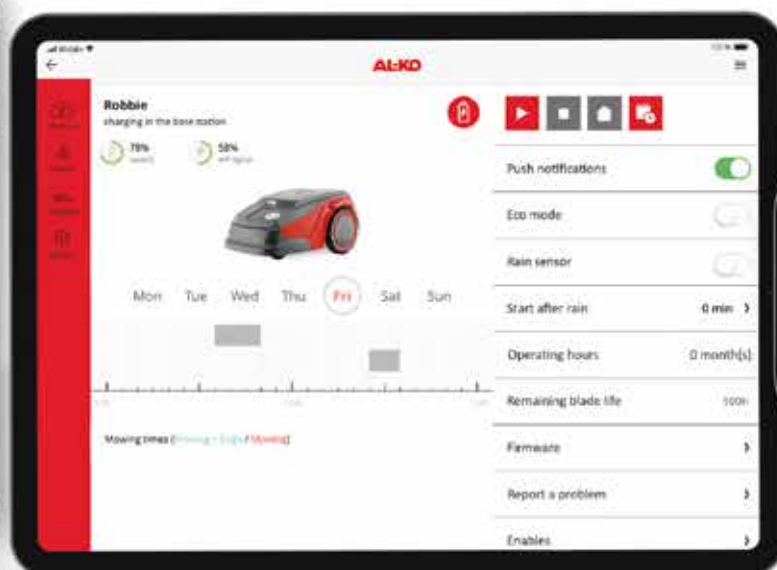 AL-KO
Robbie
charging in the base station
78%
58%
Mon Tue Wed Thu Fri Sat Sun
Mowing times
Push notifications
Eco mode
Rain sensor
Start after rain 0 min
Operating hours 0 month[s]
Remaining blade life 100h
Firmware
Report a problem
Enables